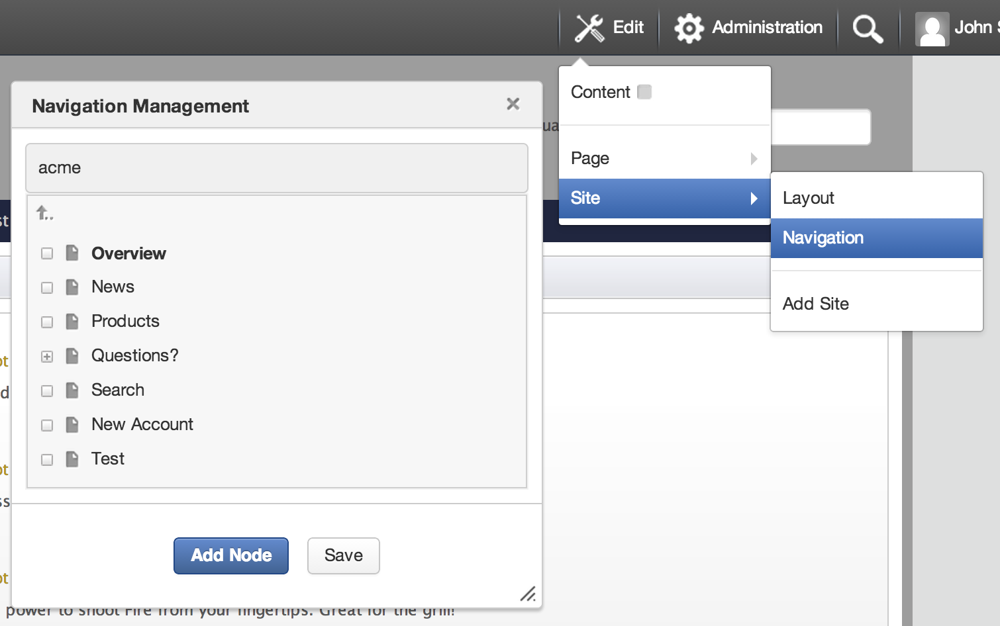 Edit
Administration
John
Navigation Management
Content
acme
Page
Site
Layout
Navigation
Add Site
Overview
News
Products
Questions?
Search
New Account
Test
Add Node
Save
power to shoot Fire from your fingertips. Great for the grill!